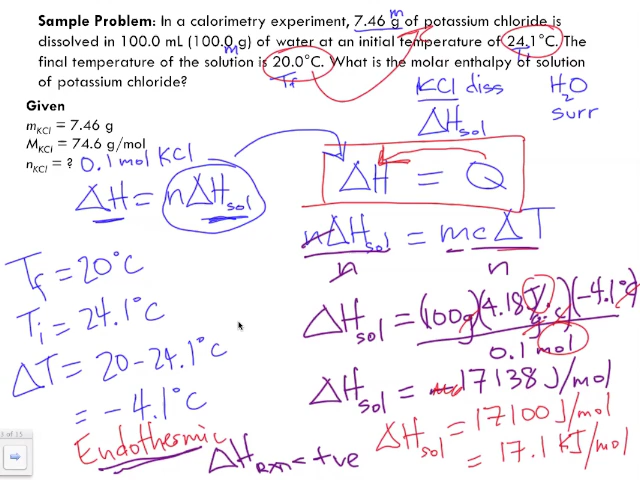 Sample Problem: In a calorimetry experiment, 7.46 g of potassium chloride is
dissolved in 100.0 mL (100.0 g) of water at an initial temperature of 24.1°C. The
final temperature of the solution is 20.0°C. What is the molar enthalpy of solution
of potassium chloride?
m
m
Ti
Tf
KCl diss
H2O
ΔHsol
surr
Given
mKCl = 7.46 g
MKCl = 74.6 g/mol
nKCl = ? 0.1 mol KCl
ΔH = nΔHsol
ΔH = Q
nΔHsol = mcΔT
n n
Tf = 20°C
Ti = 24.1°C
ΔT = 20 - 24.1°C
= -4.1°C
Endothermic
ΔHsol = (100g)(4.18 J/g·°C)(-4.1°C)
0.1 mol
ΔHsol = 17138 J/mol
ΔHsol = 17100 J/mol
= 17.1 kJ/mol
ΔHrxn = +ve
3 of 15